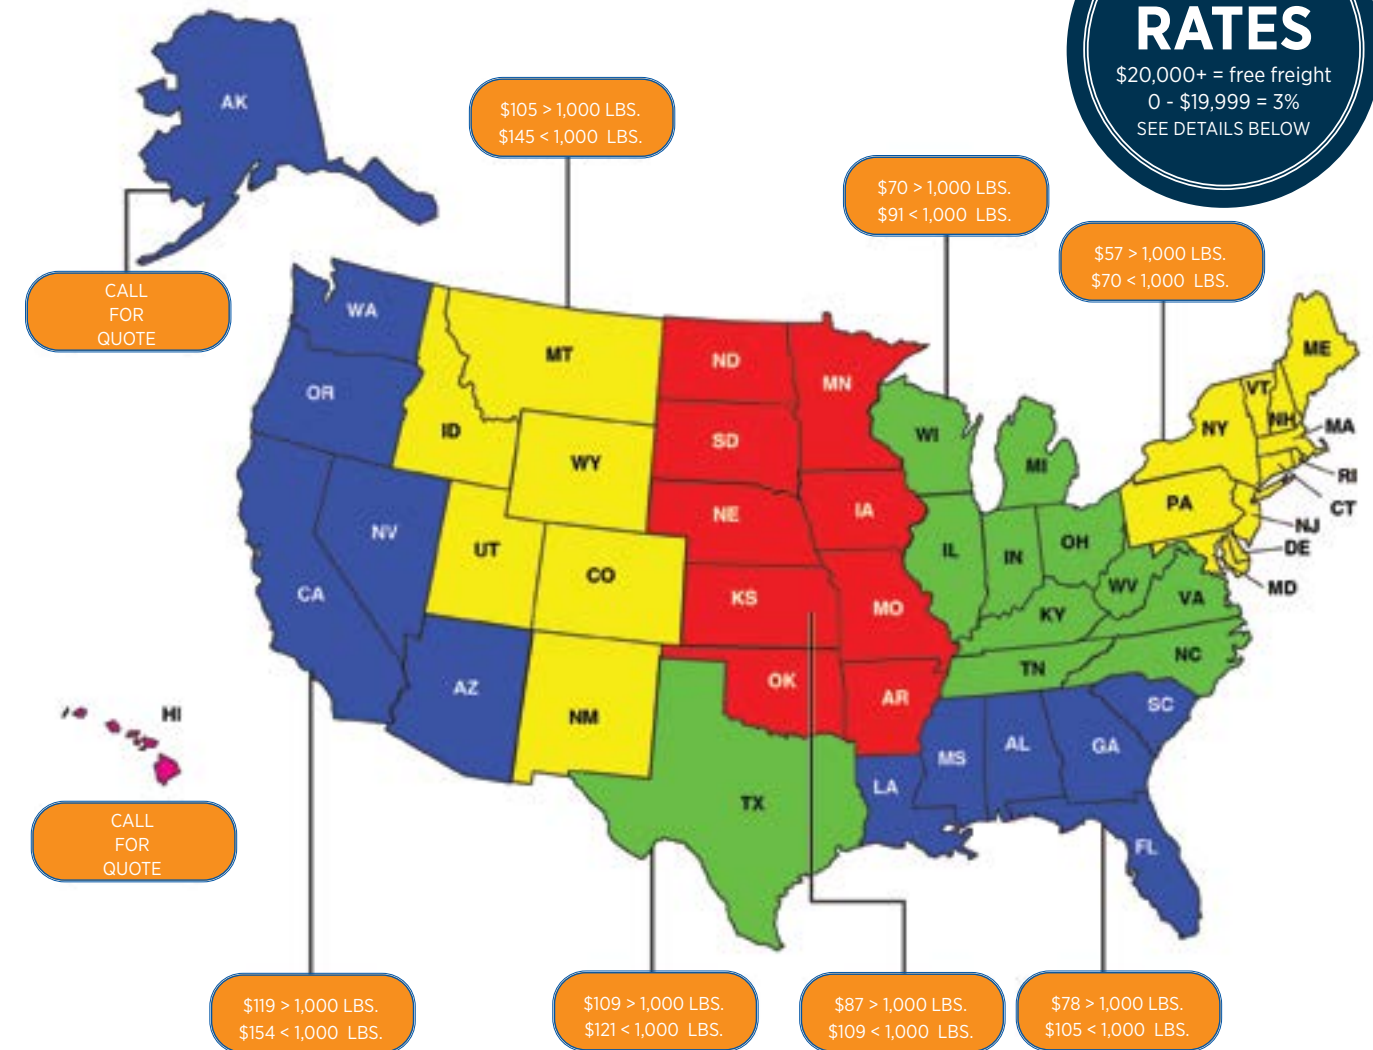 RATES
$20,000+ = free freight
0 - $19,999 = 3%
SEE DETAILS BELOW
AK
$105 > 1,000 LBS.
$145 < 1,000 LBS.
$70 > 1,000 LBS.
$91 < 1,000 LBS.
$57 > 1,000 LBS.
$70 < 1,000 LBS.
CALL
FOR
QUOTE
WA
MT
ND
MN
ME
VT
NH
MA
OR
ID
WY
SD
WI
MI
NY
RI
CT
PA
NJ
DE
MD
NV
UT
CO
NE
IA
IL
IN
OH
WV
VA
CA
KS
MO
KY
NC
TN
AZ
NM
OK
AR
SC
HI
MS
AL
GA
LA
TX
FL
CALL
FOR
QUOTE
$119 > 1,000 LBS.
$154 < 1,000 LBS.
$109 > 1,000 LBS.
$121 < 1,000 LBS.
$87 > 1,000 LBS.
$109 < 1,000 LBS.
$78 > 1,000 LBS.
$105 < 1,000 LBS.